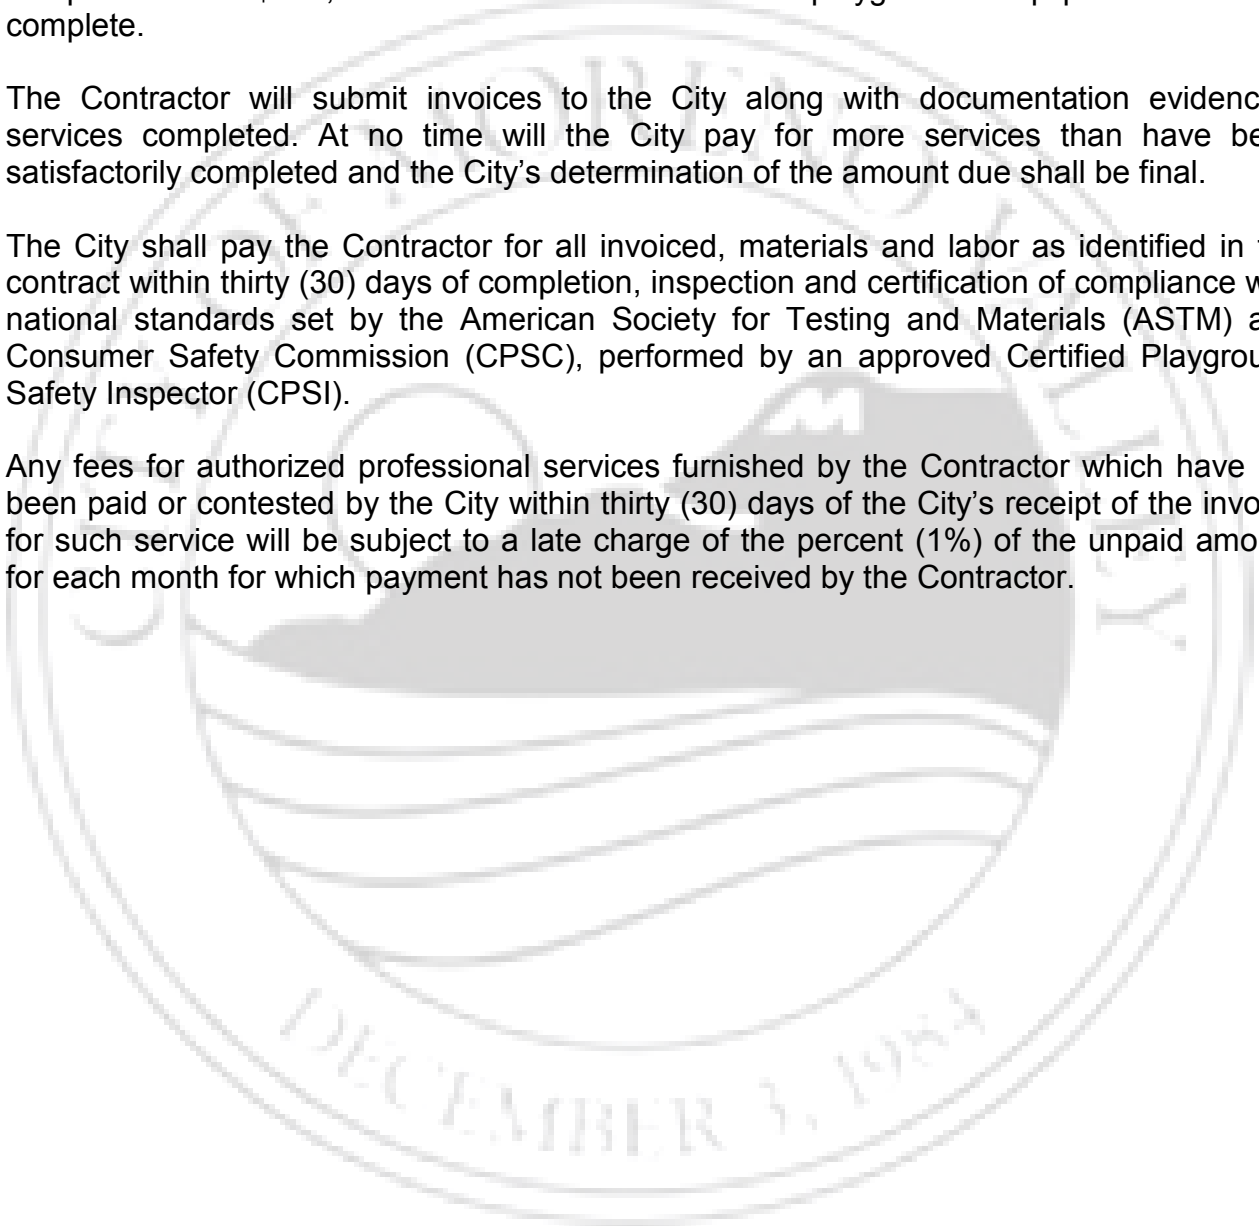 complete.
The Contractor will submit invoices to the City along with documentation evidenc
services completed. At no time will the City pay for more services than have be
satisfactorily completed and the City’s determination of the amount due shall be final.
The City shall pay the Contractor for all invoiced, materials and labor as identified in
contract within thirty (30) days of completion, inspection and certification of compliance w
national standards set by the American Society for Testing and Materials (ASTM) a
Consumer Safety Commission (CPSC), performed by an approved Certified Playgrou
Safety Inspector (CPSI).
Any fees for authorized professional services furnished by the Contractor which have
been paid or contested by the City within thirty (30) days of the City’s receipt of the invo
for such service will be subject to a late charge of the percent (1%) of the unpaid amo
for each month for which payment has not been received by the Contractor.
CITY OF MORENO VALLEY
DECEMBER 3, 1984